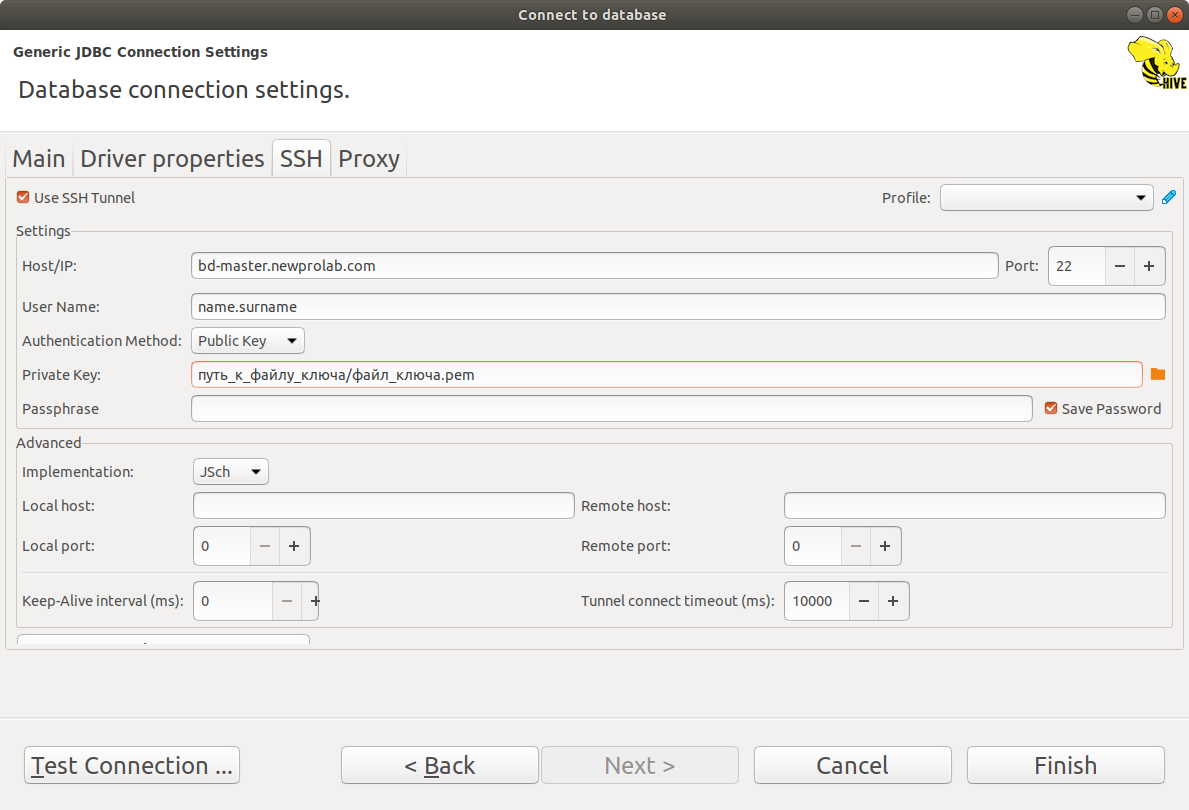 Connect to database
Generic JDBC Connection Settings
HIVE
Database connection settings.
Main Driver properties SSH Proxy
Use SSH Tunnel Profile:
Settings
Host/IP: bd-master.newprolab.com Port: 22
User Name: name.surname
Authentication Method: Public Key
Private Key: путь_к_файлу_ключа/файл_ключа.pem
Passphrase Save Password
Advanced
Implementation: JSch
Local host: Remote host:
Local port: 0 Remote port: 0
Keep-Alive interval (ms): 0 Tunnel connect timeout (ms): 10000
Test Connection ... < Back Next > Cancel Finish